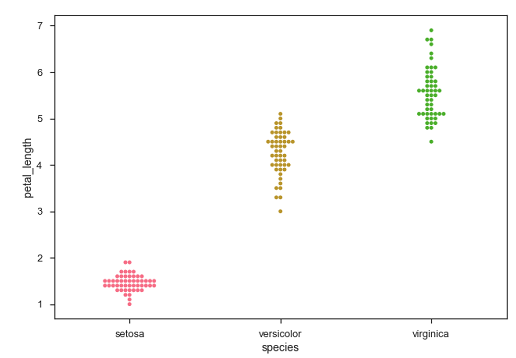 7
6
5
4
3
2
1
petal_length
setosa
versicolor
virginica
species